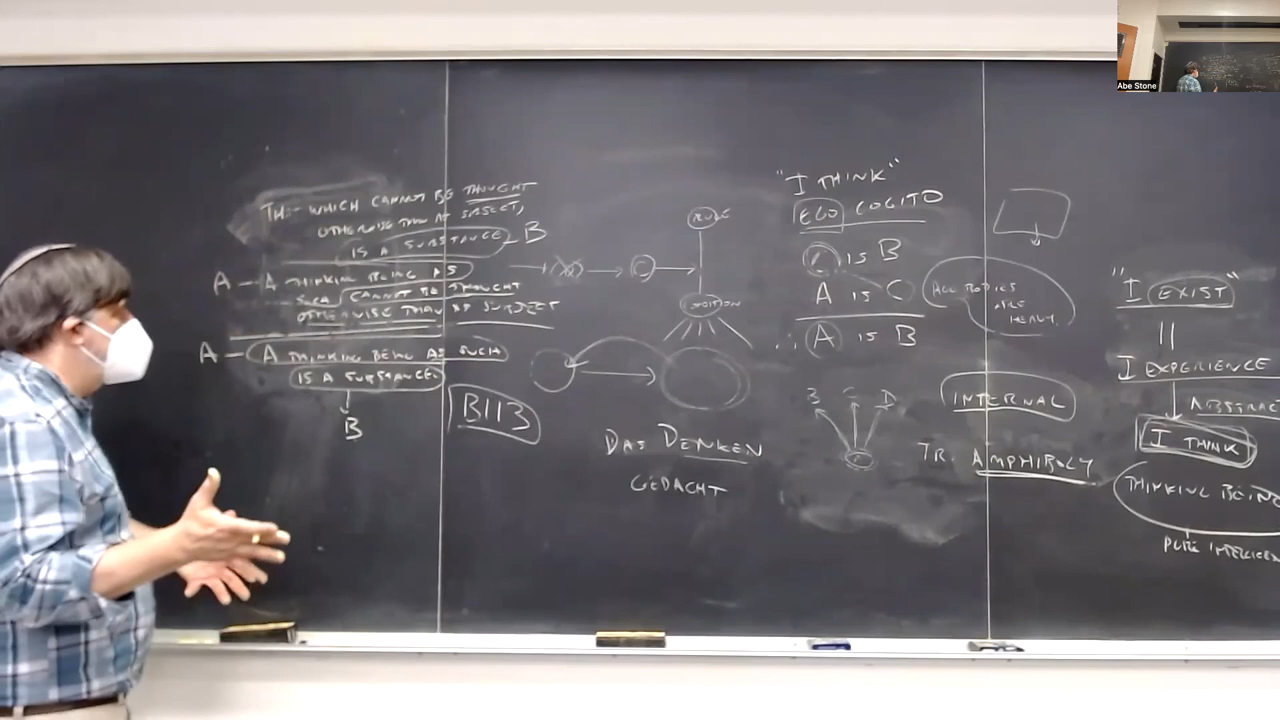 Abe Stone
THAT WHICH CANNOT BE THOUGHT
OTHERWISE THAN AS SUBJECT,
IS A SUBSTANCE - B
A - A THINKING BEING AS
SUCH CANNOT BE THOUGHT
OTHERWISE THAN AS SUBJECT
A - A THINKING BEING AS SUCH
IS A SUBSTANCE
B
B113
C
RULE
DAS DENKEN
GEDACHT
"I THINK"
EGO COGITO
C IS B
A IS C
∴ A IS B
B C D
ALL BODIES
ARE
HEAVY
INTERNAL
TR. AMPHIBOLY
"I EXIST"
I EXPERIENCE
ABSTRAC
I THINK
THINKING BEING
PURE